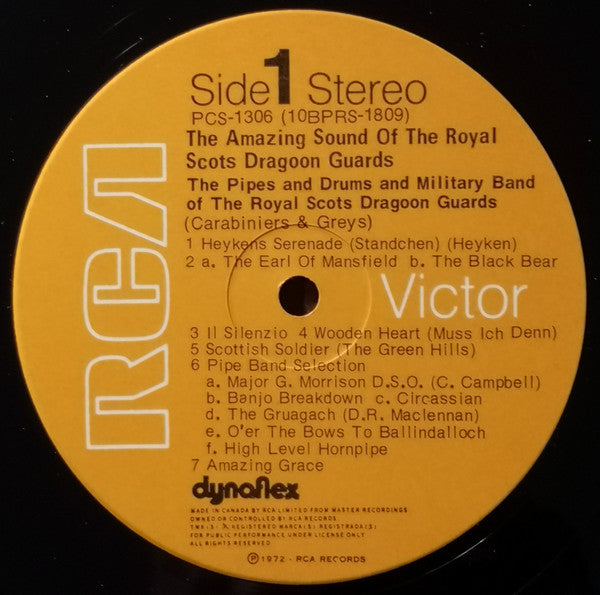 Side 1 Stereo
PCS-1306 (10BPRS-1809)
The Amazing Sound Of The Royal
Scots Dragoon Guards
The Pipes and Drums and Military Band
of The Royal Scots Dragoon Guards
(Carabiniers & Greys)
1 Heykens Serenade (Standchen) (Heyken)
2 a. The Earl Of Mansfield b. The Black Bear
RCA
Victor
3 Il Silenzio 4 Wooden Heart (Muss Ich Denn)
5 Scottish Soldier (The Green Hills)
6 Pipe Band Selection
a. Major G. Morrison D.S.O. (C. Campbell)
b. Banjo Breakdown c. Circassian
d. The Gruagach (D.R. Maclennan)
e. O'er The Bows To Ballindalloch
f. High Level Hornpipe
7 Amazing Grace
dynaflex
MADE IN CANADA BY RCA LIMITED FROM MASTER RECORDINGS
OWNED OR CONTROLLED BY RCA RECORDS.
TMK(S) ® REGISTERED MARCA(S) REGISTRADA(S)
FOR PUBLIC PERFORMANCE UNDER LICENSE ONLY
ALL RIGHTS RESERVED
℗1972 - RCA RECORDS